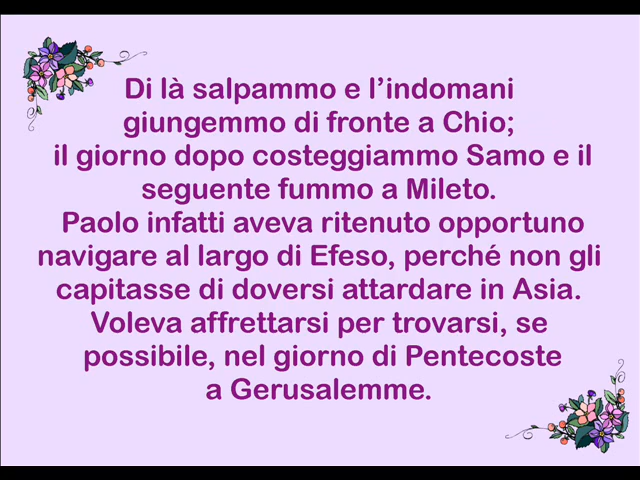 Di là salpammo e l’indomani
giungemmo di fronte a Chio;
il giorno dopo costeggiammo Samo e il
seguente fummo a Mileto.
Paolo infatti aveva ritenuto opportuno
navigare al largo di Efeso, perché non gli
capitasse di doversi attardare in Asia.
Voleva affrettarsi per trovarsi, se
possibile, nel giorno di Pentecoste
a Gerusalemme.